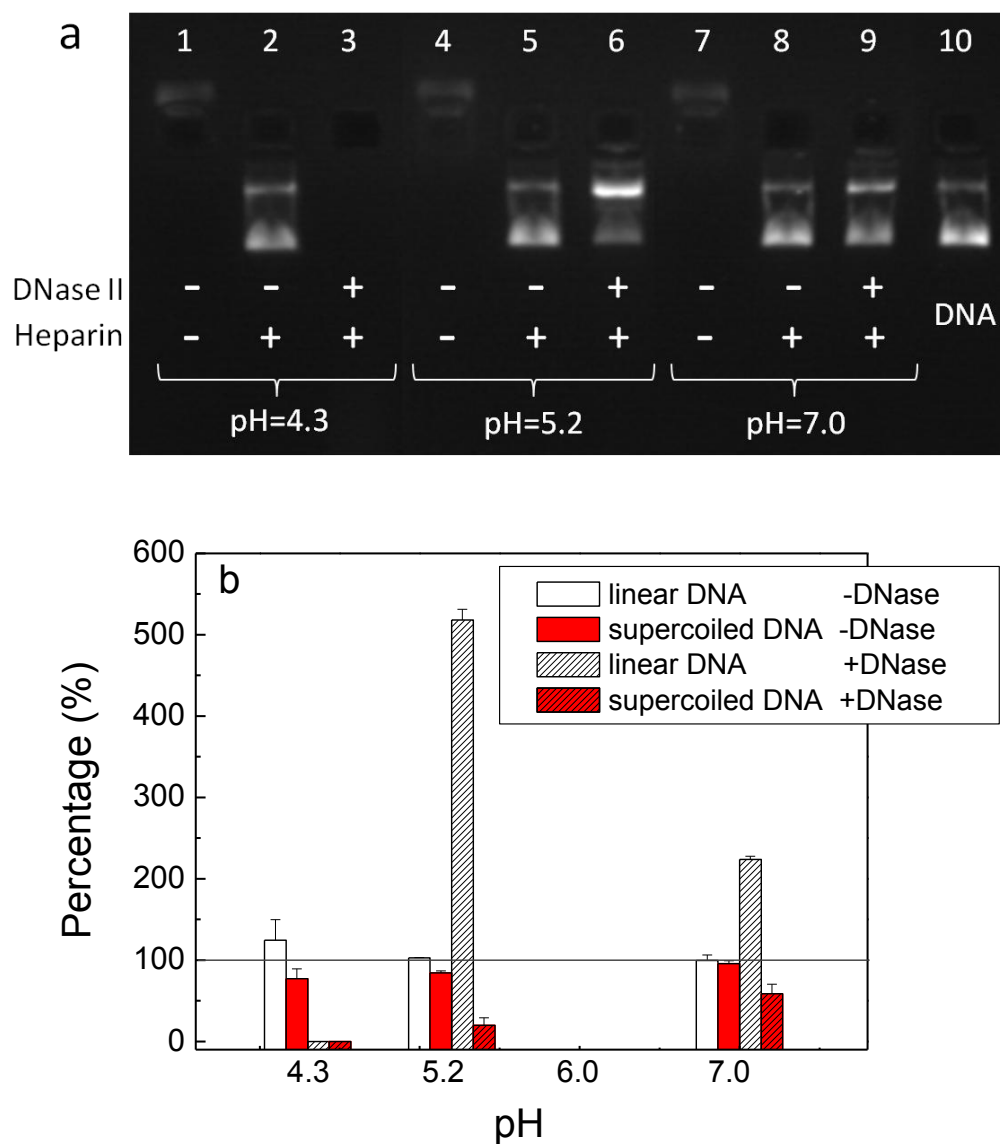 a
1 2 3 4 5 6 7 8 9 10
DNase II - - + - - + - - + DNA
Heparin - + + - + + - + +
pH=4.3 pH=5.2 pH=7.0
b
linear DNA -DNase
supercoiled DNA -DNase
linear DNA +DNase
supercoiled DNA +DNase
600
500
400
300
200
100
0
Percentage (%)
4.3 5.2 6.0 7.0
pH